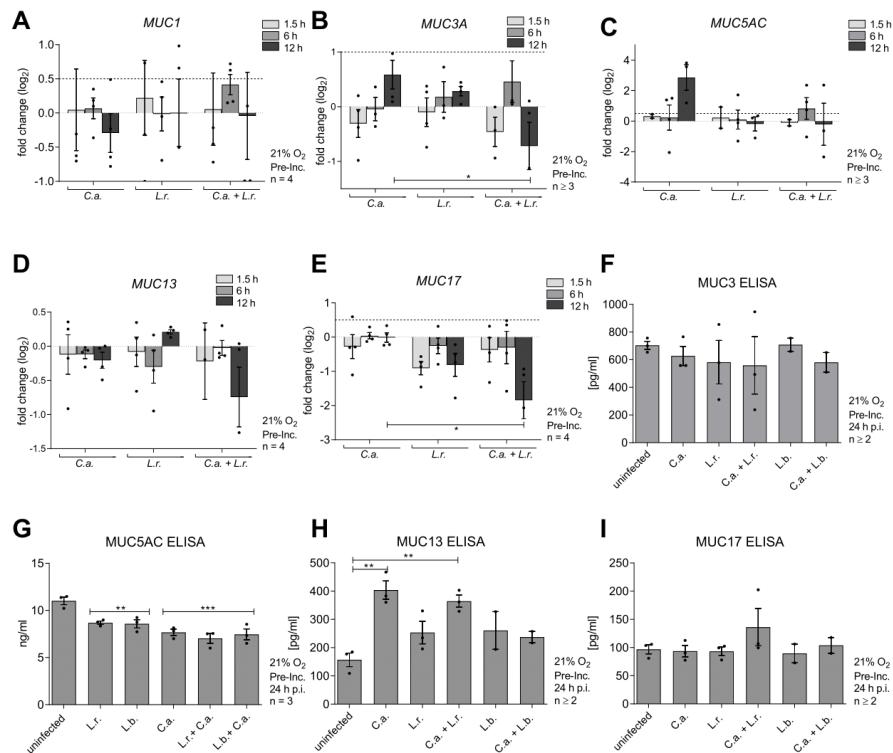 A
MUC1
1.5 h
6 h
12 h
fold change (log2)
1.0
0.5
0.0
-0.5
-1.0
C.a.
L.r.
C.a. + L.r.
21% O2
Pre-Inc.
n = 4
B
MUC3A
1.5 h
6 h
12 h
fold change (log2)
1
0
-1
*
C.a.
L.r.
C.a. + L.r.
21% O2
Pre-Inc.
n ≥ 3
C
MUC5AC
1.5 h
6 h
12 h
fold change (log2)
4
2
0
-2
-4
C.a.
L.r.
C.a. + L.r.
21% O2
Pre-Inc.
n ≥ 3
D
MUC13
1.5 h
6 h
12 h
fold change (log2)
0.5
0.0
-0.5
-1.0
-1.5
C.a.
L.r.
C.a. + L.r.
21% O2
Pre-Inc.
n = 4
E
MUC17
1.5 h
6 h
12 h
fold change (log2)
1
0
-1
-2
-3
*
C.a.
L.r.
C.a. + L.r.
21% O2
Pre-Inc.
n = 4
F
MUC3 ELISA
[pg/ml]
1000
800
600
400
200
0
uninfected
C.a.
L.r.
C.a. + L.r.
L.b.
C.a. + L.b.
21% O2
Pre-Inc.
24 h p.i.
n ≥ 2
G
MUC5AC ELISA
ng/ml
15
10
5
0
**
***
uninfected
L.r.
L.b.
C.a.
L.r. + C.a.
L.b. + C.a.
21% O2
Pre-Inc.
24 h p.i.
n = 3
H
MUC13 ELISA
[pg/ml]
500
400
300
200
100
0
**
**
uninfected
C.a.
L.r.
C.a. + L.r.
L.b.
C.a. + L.b.
21% O2
Pre-Inc.
24 h p.i.
n ≥ 2
I
MUC17 ELISA
[pg/ml]
250
200
150
100
50
0
uninfected
C.a.
L.r.
C.a. + L.r.
L.b.
C.a. + L.b.
21% O2
Pre-Inc.
24 h p.i.
n ≥ 2